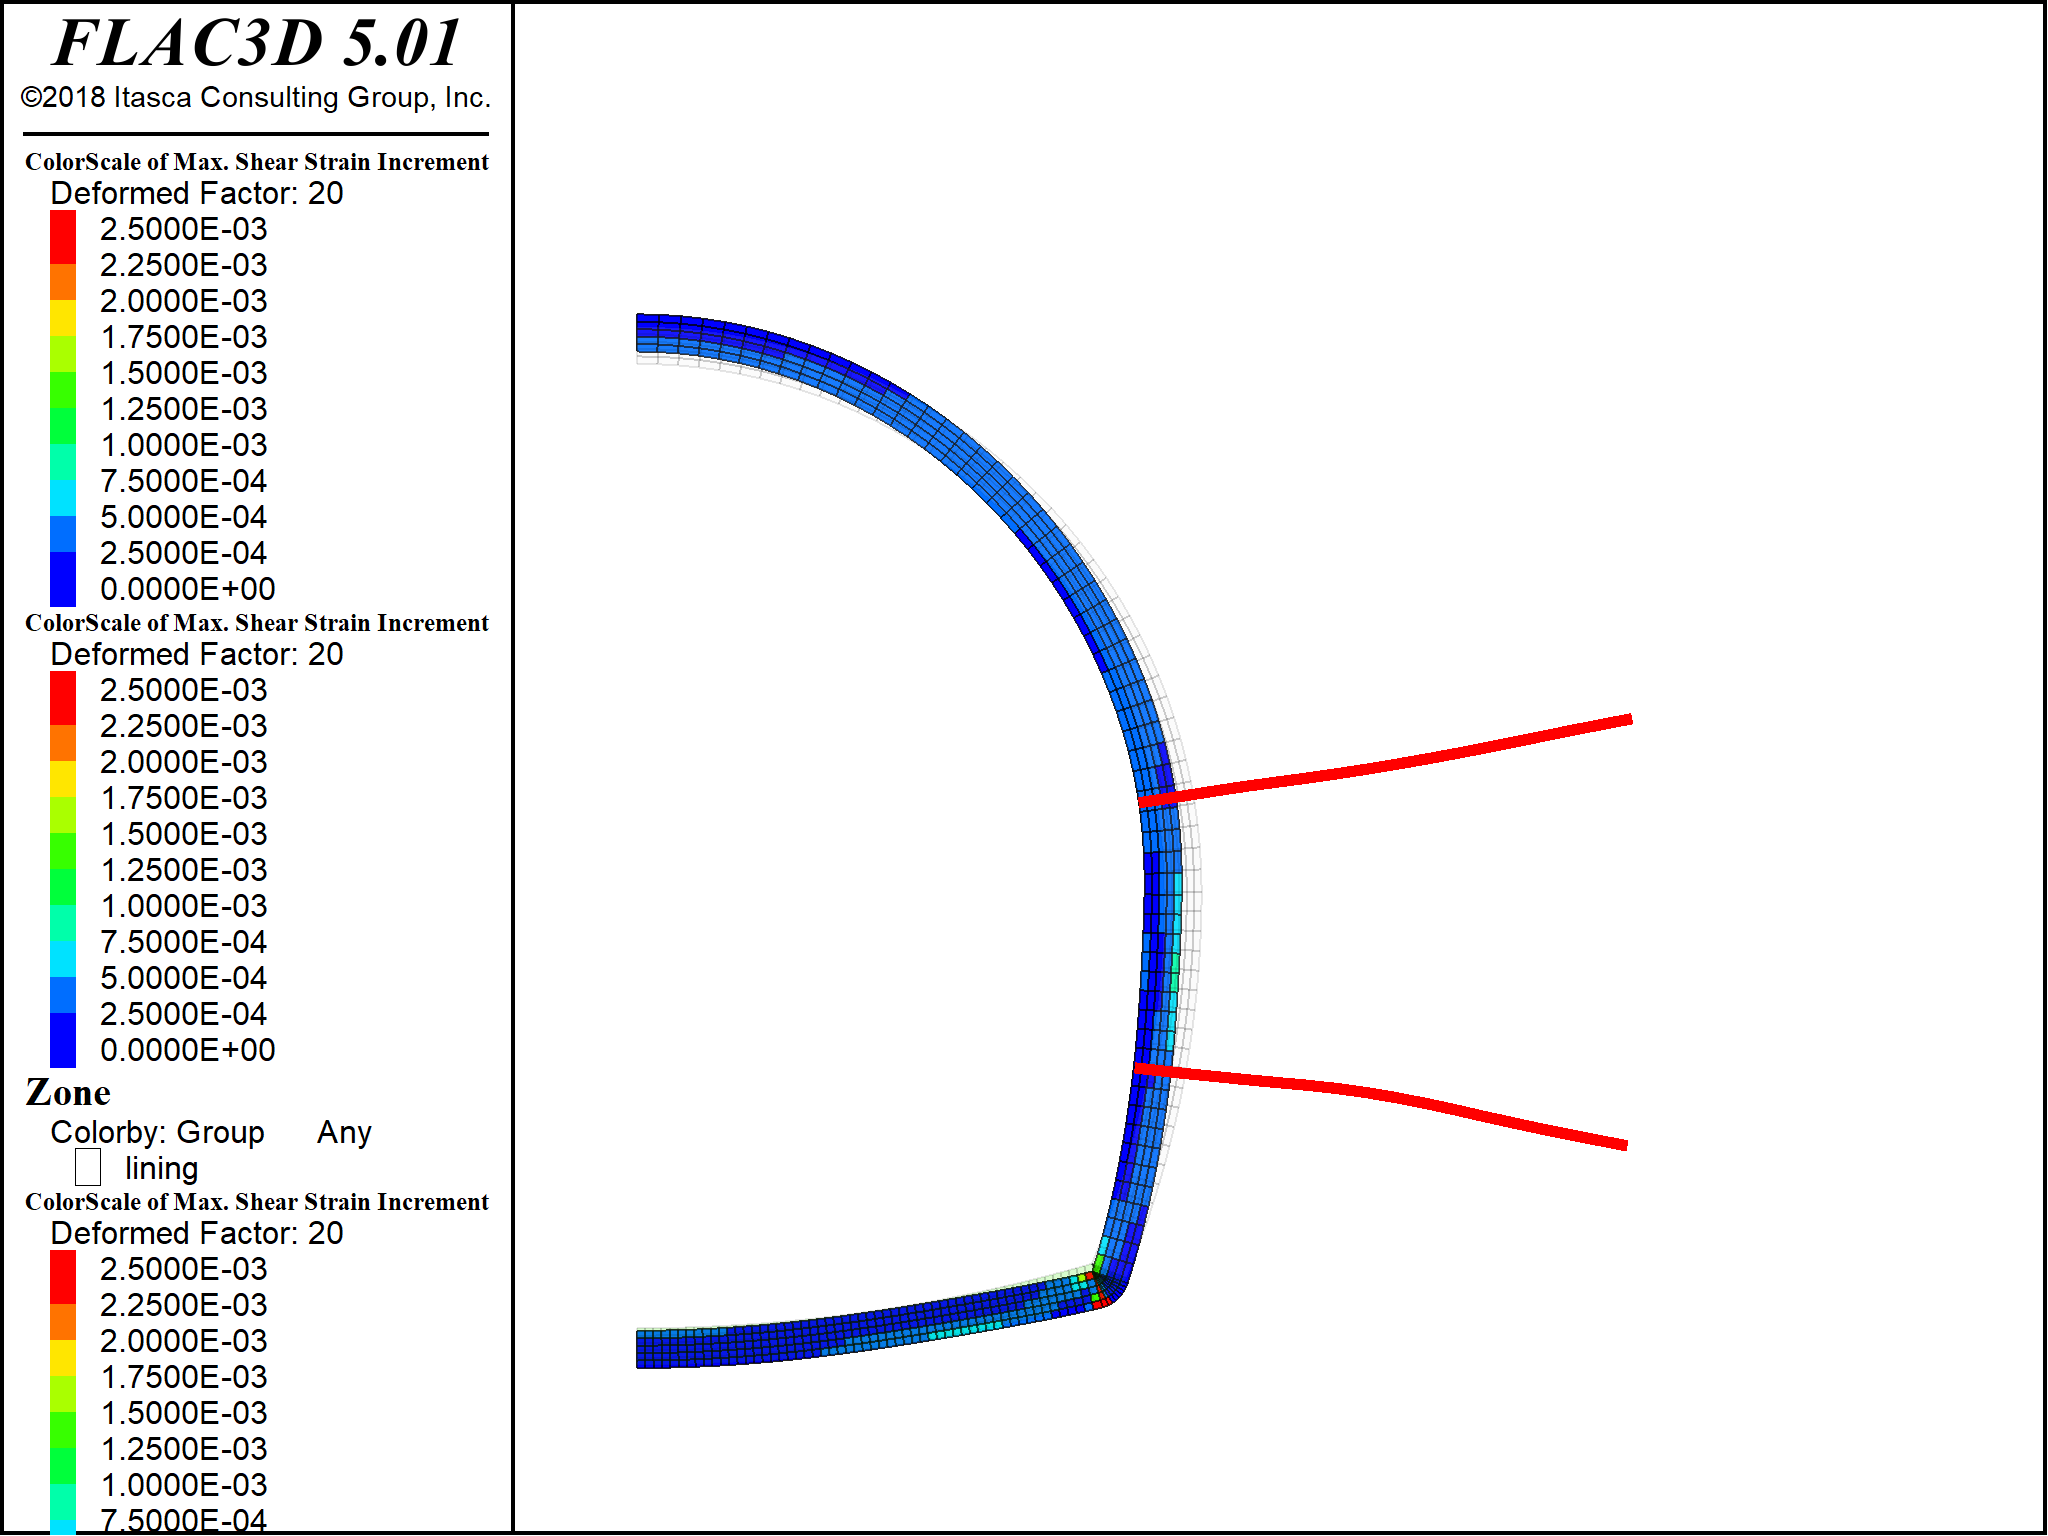 FLAC3D 5.01
©2018 Itasca Consulting Group, Inc.
ColorScale of Max. Shear Strain Increment
Deformed Factor: 20
2.5000E-03
2.2500E-03
2.0000E-03
1.7500E-03
1.5000E-03
1.2500E-03
1.0000E-03
7.5000E-04
5.0000E-04
2.5000E-04
0.0000E+00
ColorScale of Max. Shear Strain Increment
Deformed Factor: 20
2.5000E-03
2.2500E-03
2.0000E-03
1.7500E-03
1.5000E-03
1.2500E-03
1.0000E-03
7.5000E-04
5.0000E-04
2.5000E-04
0.0000E+00
Zone
Colorby: Group Any
lining
ColorScale of Max. Shear Strain Increment
Deformed Factor: 20
2.5000E-03
2.2500E-03
2.0000E-03
1.7500E-03
1.5000E-03
1.2500E-03
1.0000E-03
7.5000E-04